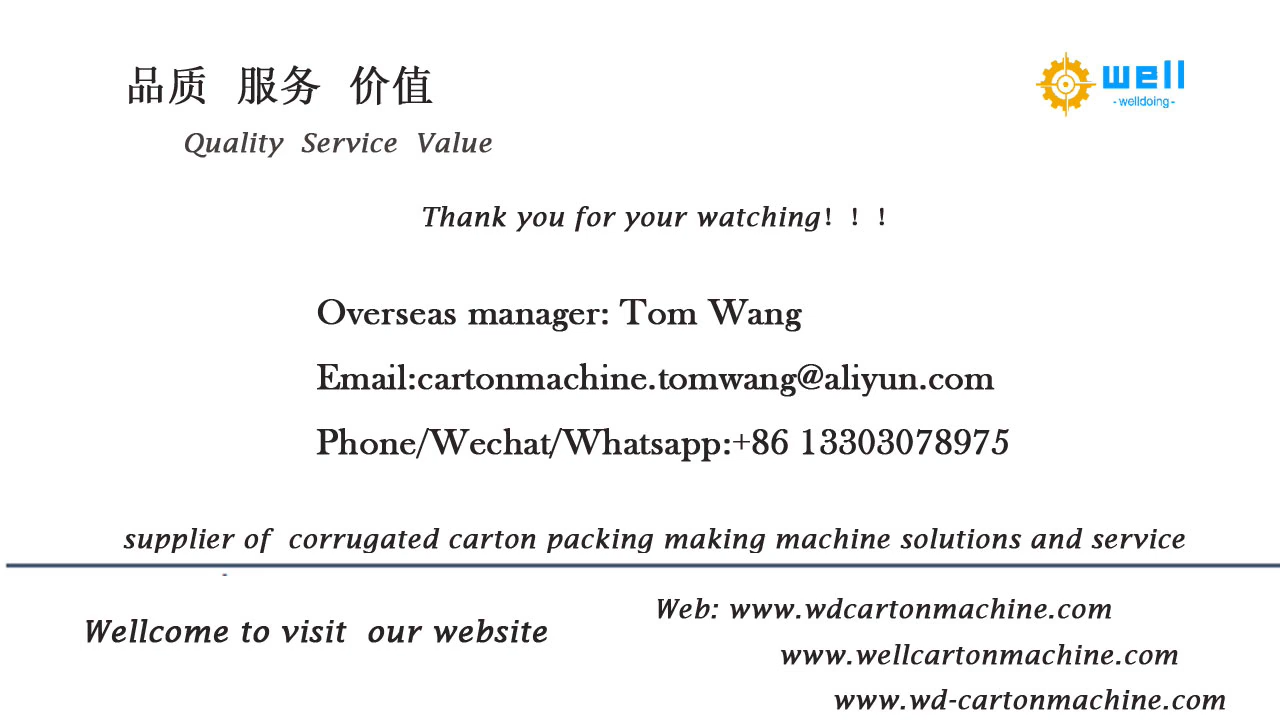 品质 服务 价值
well
-welldoing-
Quality Service Value
Thank you for your watching！！！
Overseas manager: Tom Wang
Email:cartonmachine.tomwang@aliyun.com
Phone/Wechat/Whatsapp:+86 13303078975
supplier of corrugated carton packing making machine solutions and service
Wellcome to visit our website
Web: www.wdcartonmachine.com
www.wellcartonmachine.com
www.wd-cartonmachine.com